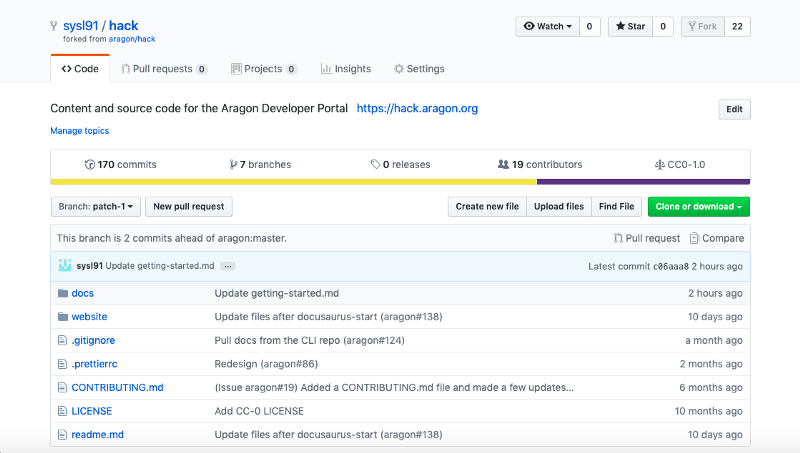 sysl91 / hack
forked from aragon/hack
Watch 0 Star 0 Fork 22
Code Pull requests 0 Projects 0 Insights Settings
Content and source code for the Aragon Developer Portal https://hack.aragon.org Edit
Manage topics
170 commits 7 branches 0 releases 19 contributors CC0-1.0
Branch: patch-1 New pull request Create new file Upload files Find File Clone or download
This branch is 2 commits ahead of aragon:master. Pull request Compare
sysl91 Update getting-started.md ... Latest commit c06aaa8 2 hours ago
docs Update getting-started.md 2 hours ago
website Update files after docusaurus-start (aragon#138) 10 days ago
.gitignore Pull docs from the CLI repo (aragon#124) a month ago
.prettierrc Redesign (aragon#86) 2 months ago
CONTRIBUTING.md (Issue aragon#19) Added a CONTRIBUTING.md file and made a few updates... 6 months ago
LICENSE Add CC-0 LICENSE 10 months ago
readme.md Update files after docusaurus-start (aragon#138) 10 days ago